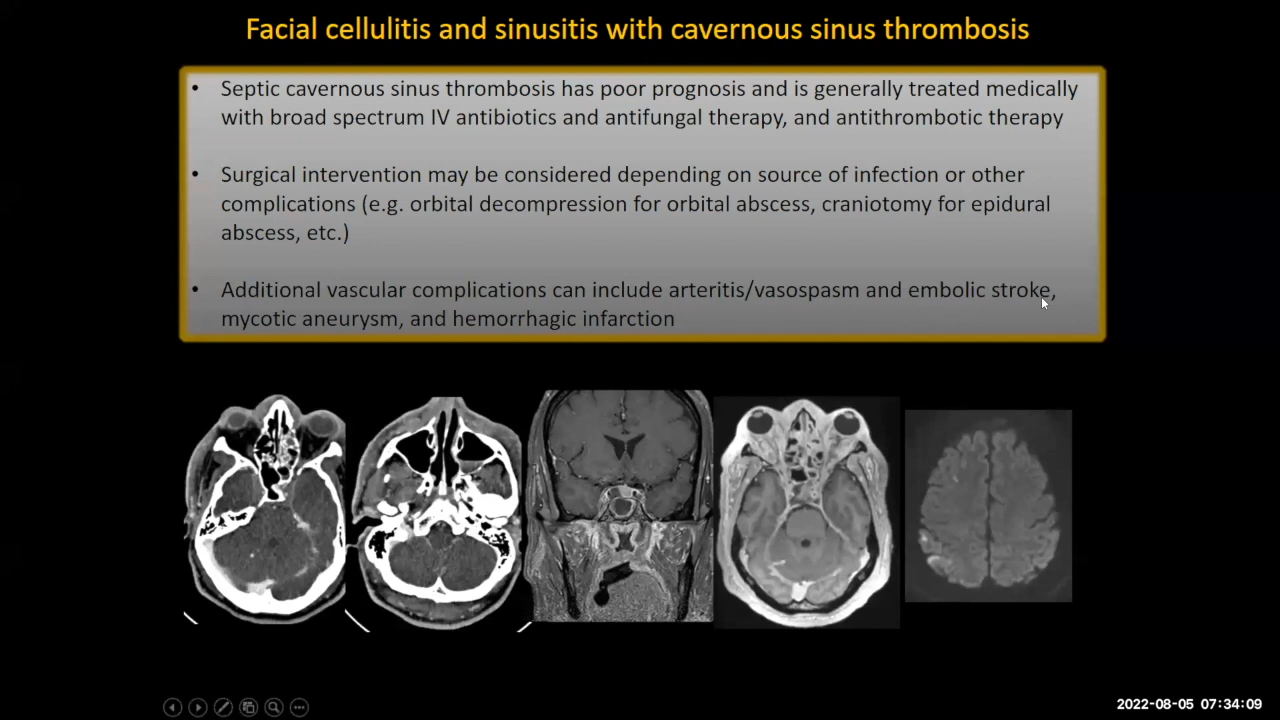 Facial cellulitis and sinusitis with cavernous sinus thrombosis
• Septic cavernous sinus thrombosis has poor prognosis and is generally treated medically
with broad spectrum IV antibiotics and antifungal therapy, and antithrombotic therapy
• Surgical intervention may be considered depending on source of infection or other
complications (e.g. orbital decompression for orbital abscess, craniotomy for epidural
abscess, etc.)
• Additional vascular complications can include arteritis/vasospasm and embolic stroke,
mycotic aneurysm, and hemorrhagic infarction
2022-08-05 07:34:09